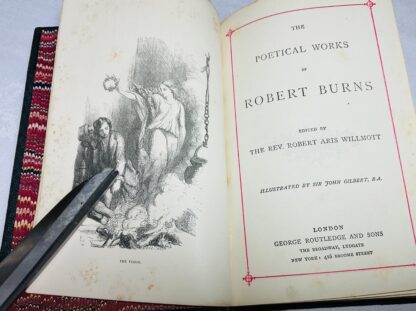 THE VISION.
THE
POETICAL WORKS
OF
ROBERT BURNS
EDITED BY
THE REV. ROBERT ARIS WILLMOTT
ILLUSTRATED BY SIR JOHN GILBERT, R.A.
LONDON
GEORGE ROUTLEDGE AND SONS
THE BROADWAY, LUDGATE
NEW YORK: 416 BROOME STREET